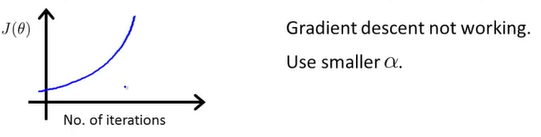 J(θ)
No. of iterations
Gradient descent not working.
Use smaller α.